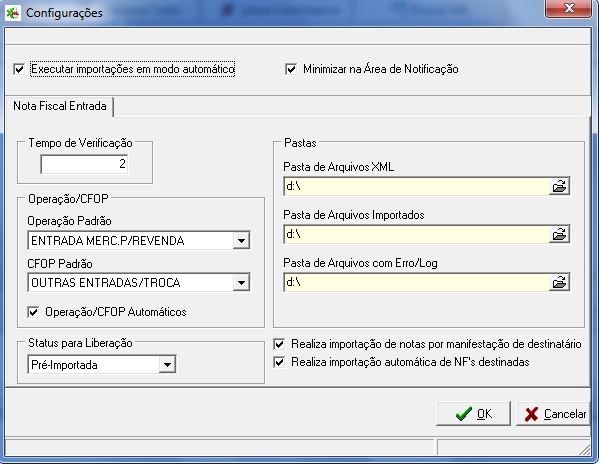 Configurações
Executar importações em modo automático
Minimizar na Área de Notificação
Nota Fiscal Entrada
Tempo de Verificação
2
Operação/CFOP
Operação Padrão
ENTRADA MERC.P/REVENDA
CFOP Padrão
OUTRAS ENTRADAS/TROCA
Operação/CFOP Automáticos
Status para Liberação
Pré-Importada
Pastas
Pasta de Arquivos XML
d:\
Pasta de Arquivos Importados
d:\
Pasta de Arquivos com Erro/Log
d:\
Realiza importação de notas por manifestação de destinatário
Realiza importação automática de NF's destinadas
OK
Cancelar